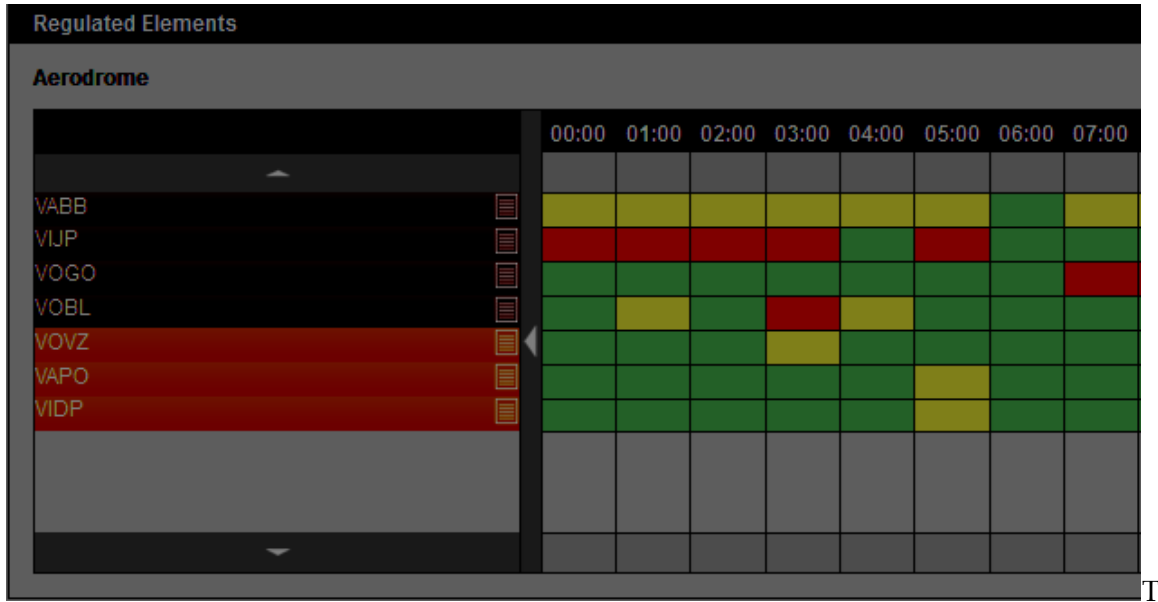 Regulated Elements
Aerodrome
00:00 01:00 02:00 03:00 04:00 05:00 06:00 07:00
VABB
VIJP
VOGO
VOBL
VOVZ
VAPO
VIDP
T